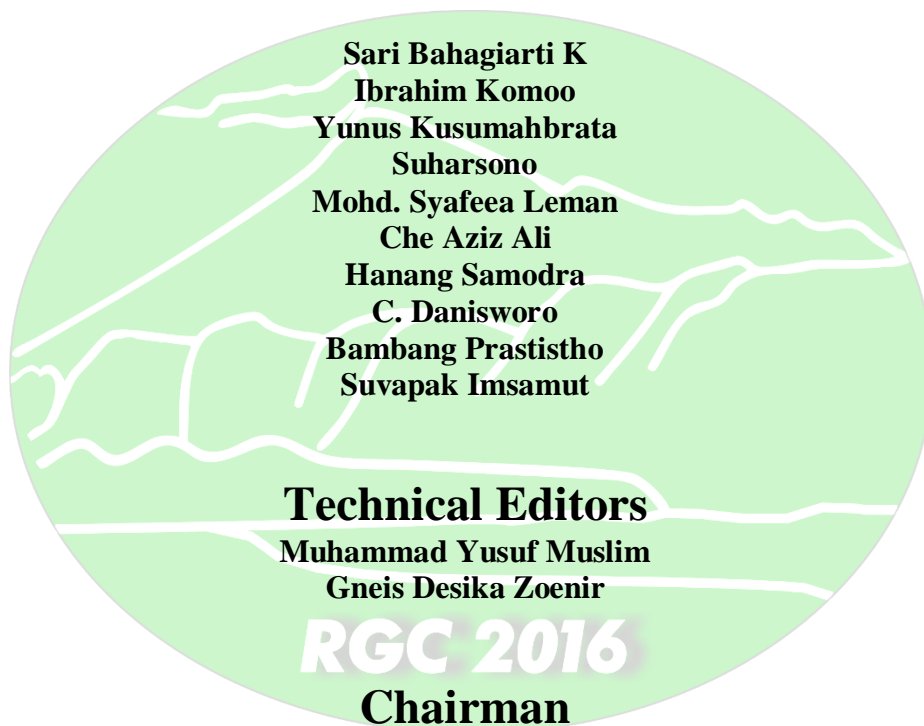 Sari Bahagiarti K
Ibrahim Komoo
Yunus Kusumahbrata
Suharsono
Mohd. Syafeea Leman
Che Aziz Ali
Hanang Samodra
C. Danisworo
Bambang Prastistho
Suvapak Imsamut
Technical Editors
Muhammad Yusuf Muslim
Gneis Desika Zoenir
RGC 2016
Chairman